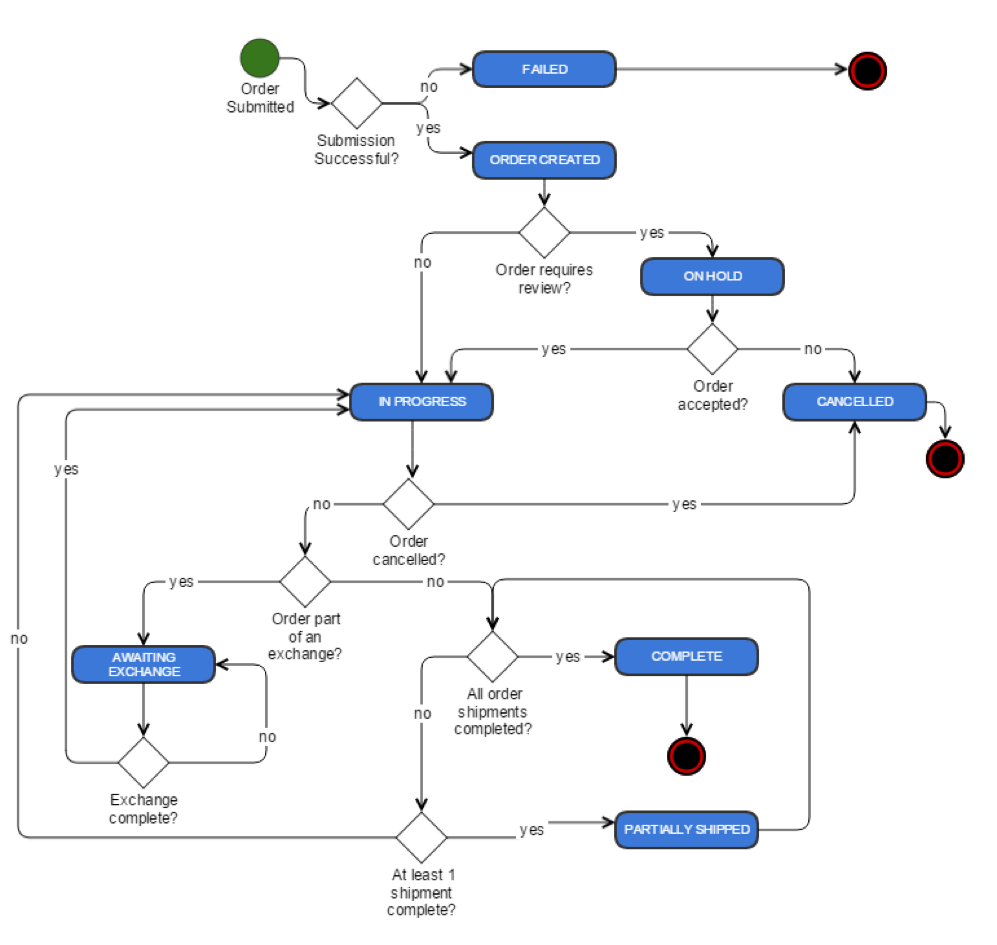 Order
Submitted
no
FAILED
Submission
Successful?
yes
ORDER CREATED
Order requires
review?
yes
no
ON HOLD
yes
Order
accepted?
no
IN PROGRESS
CANCELLED
yes
no
Order
cancelled?
yes
yes
Order part
of an
exchange?
no
no
AWAITING
EXCHANGE
no
Exchange
complete?
All order
shipments
completed?
yes
COMPLETE
no
At least 1
shipment
complete?
yes
PARTIALLY SHIPPED